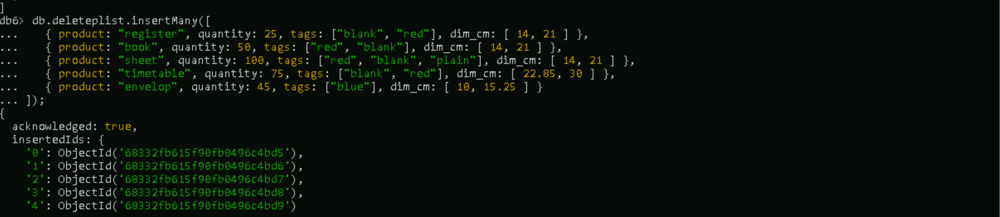 ]
db6> db.deleteplist.insertMany([
...    { product: "register", quantity: 25, tags: ["blank", "red"], dim_cm: [ 14, 21 ] },
...    { product: "book", quantity: 50, tags: ["red", "blank"], dim_cm: [ 14, 21 ] },
...    { product: "sheet", quantity: 100, tags: ["red", "blank", "plain"], dim_cm: [ 14, 21 ] },
...    { product: "timetable", quantity: 75, tags: ["blank", "red"], dim_cm: [ 22.85, 30 ] },
...    { product: "envelop", quantity: 45, tags: ["blue"], dim_cm: [ 10, 15.25 ] }
... ]);
{
  acknowledged: true,
  insertedIds: {
    '0': ObjectId('68332fb615f90fb0496c4bd5'),
    '1': ObjectId('68332fb615f90fb0496c4bd6'),
    '2': ObjectId('68332fb615f90fb0496c4bd7'),
    '3': ObjectId('68332fb615f90fb0496c4bd8'),
    '4': ObjectId('68332fb615f90fb0496c4bd9')